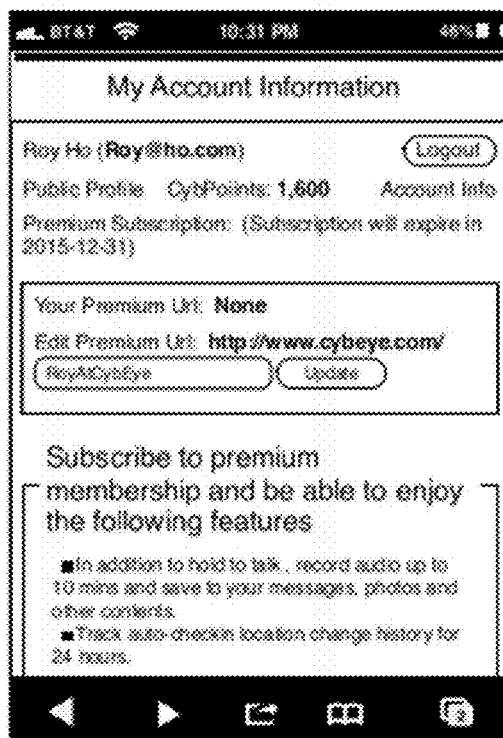 AT&T 10:31 PM 46%
My Account Information
Roy Ho (Roy@ho.com) Logout
Public Profile CybPoiints: 1,600 Account Info
Premium Subscription: (Subscription will expire in
2015-12-31)
Your Premium Url: None
Edit Premium Url: http://www.cybeye.com/
RoyAtCybEye Update
Subscribe to premium
membership and be able to enjoy
the following features
■In addition to hold to talk , record audio up to
10 mins and save to your messages, photos and
other contents.
■Track auto-checkin location change history for
24 hours.